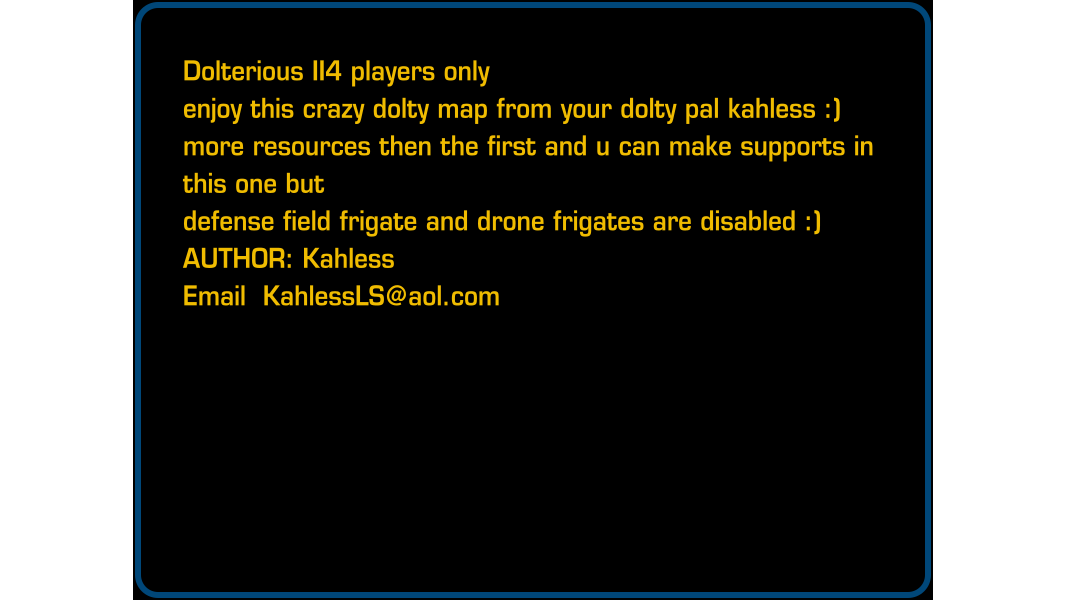 Dolterious II4 players only
enjoy this crazy dolty map from your dolty pal kahless :)
more resources then the first and u can make supports in
this one but
defense field frigate and drone frigates are disabled :)
AUTHOR: Kahless
Email  KahlessLS@aol.com